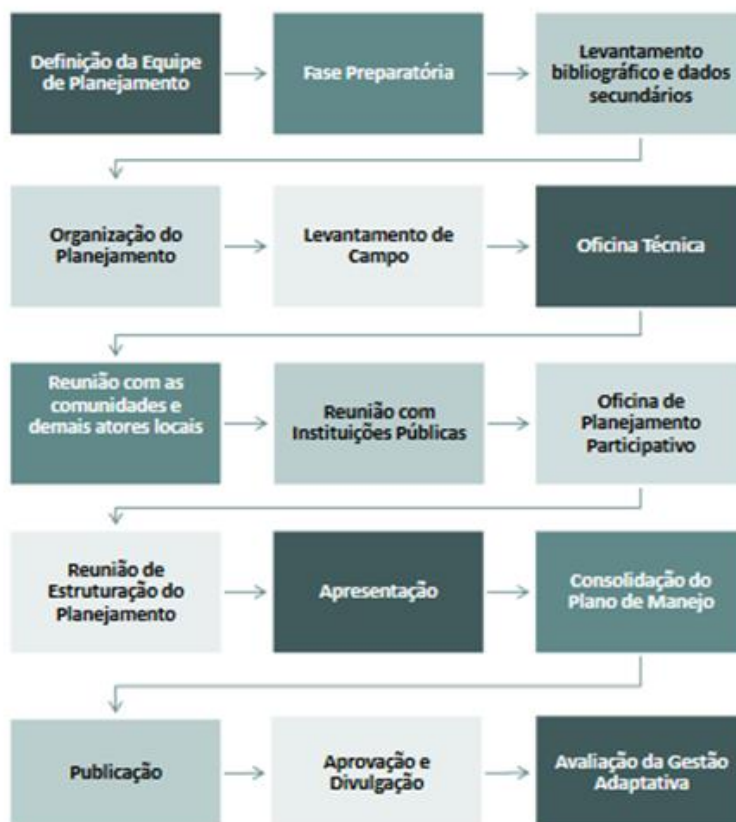 Definição da Equipe
de Planejamento
Fase Preparatória
Levantamento
bibliográfico e dados
secundários
Organização do
Planejamento
Levantamento de
Campo
Oficina Técnica
Reunião com as
comunidades e
demais atores locais
Reunião com
Instituições Públicas
Oficina de
Planejamento
Participativo
Reunião de
Estruturação do
Planejamento
Apresentação
Consolidação do
Plano de Manejo
Publicação
Aprovação e
Divulgação
Avaliação da Gestão
Adaptativa